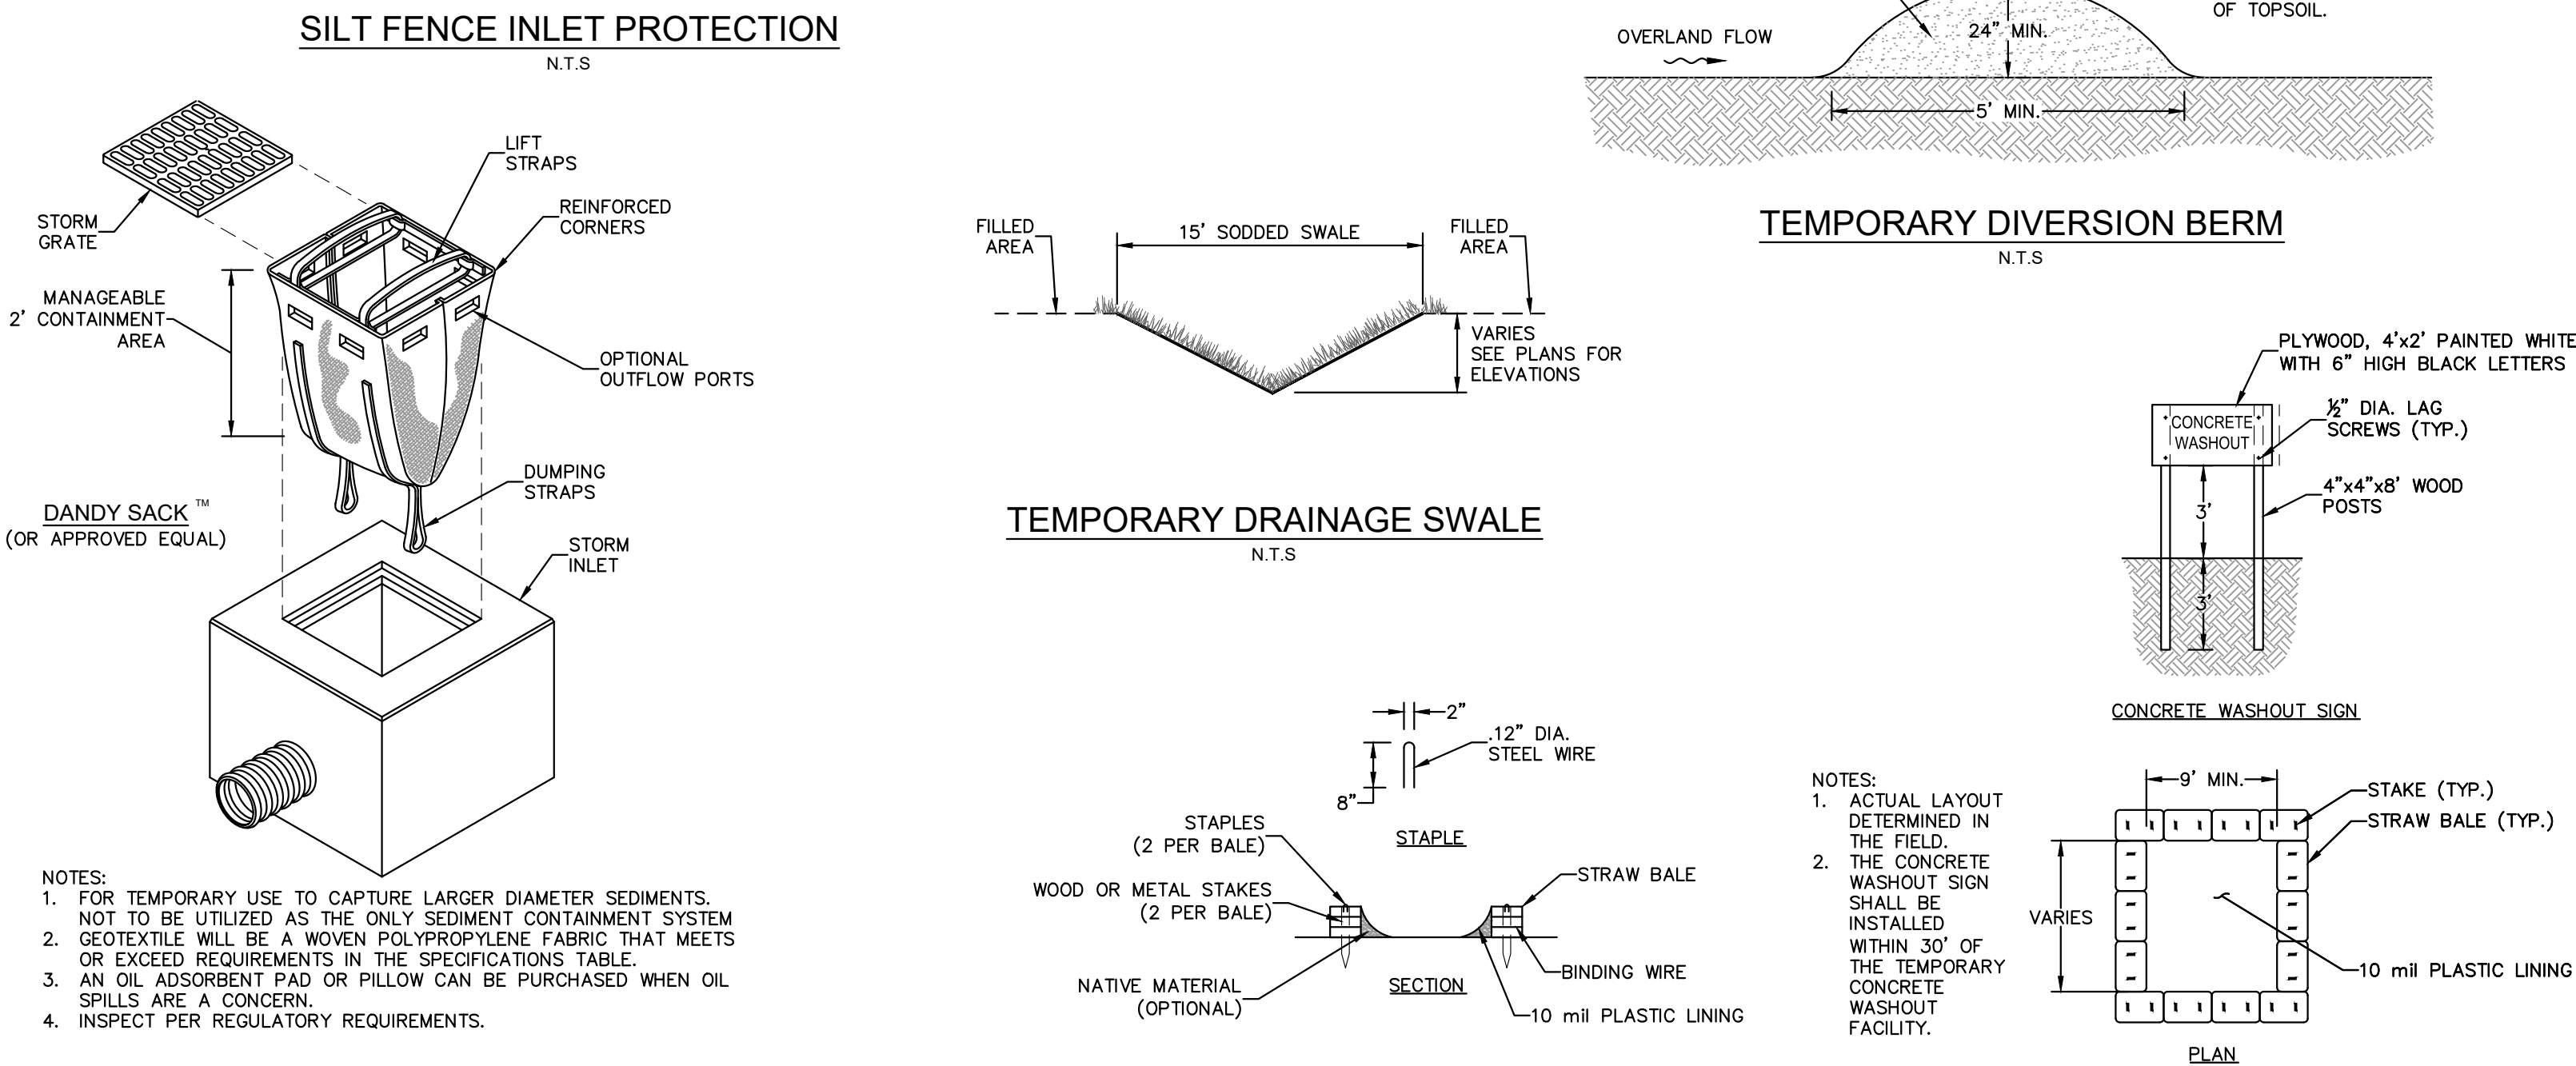 SILT FENCE INLET PROTECTION
N.T.S
STORM
GRATE
LIFT
STRAPS
REINFORCED
CORNERS
MANAGEABLE
2' CONTAINMENT
AREA
OPTIONAL
OUTFLOW PORTS
DUMPING
STRAPS
DANDY SACK ™
(OR APPROVED EQUAL)
STORM
INLET
NOTES:
1. FOR TEMPORARY USE TO CAPTURE LARGER DIAMETER SEDIMENTS.
NOT TO BE UTILIZED AS THE ONLY SEDIMENT CONTAINMENT SYSTEM
2. GEOTEXTILE WILL BE A WOVEN POLYPROPYLENE FABRIC THAT MEETS
OR EXCEED REQUIREMENTS IN THE SPECIFICATIONS TABLE.
3. AN OIL ADSORBENT PAD OR PILLOW CAN BE PURCHASED WHEN OIL
SPILLS ARE A CONCERN.
4. INSPECT PER REGULATORY REQUIREMENTS.
FILLED
AREA
15' SODDED SWALE
FILLED
AREA
VARIES
SEE PLANS FOR
ELEVATIONS
TEMPORARY DRAINAGE SWALE
N.T.S
OF TOPSOIL.
24" MIN.
OVERLAND FLOW
5' MIN.
TEMPORARY DIVERSION BERM
N.T.S
PLYWOOD, 4'x2' PAINTED WHITE
WITH 6" HIGH BLACK LETTERS
CONCRETE
WASHOUT
½" DIA. LAG
SCREWS (TYP.)
4"x4"x8' WOOD
POSTS
3'
3'
CONCRETE WASHOUT SIGN
2"
.12" DIA.
STEEL WIRE
8"
STAPLE
STAPLES
(2 PER BALE)
WOOD OR METAL STAKES
(2 PER BALE)
STRAW BALE
NATIVE MATERIAL
(OPTIONAL)
BINDING WIRE
10 mil PLASTIC LINING
SECTION
NOTES:
1. ACTUAL LAYOUT
DETERMINED IN
THE FIELD.
2. THE CONCRETE
WASHOUT SIGN
SHALL BE
INSTALLED
WITHIN 30' OF
THE TEMPORARY
CONCRETE
WASHOUT
FACILITY.
9' MIN.
STAKE (TYP.)
STRAW BALE (TYP.)
VARIES
10 mil PLASTIC LINING
PLAN